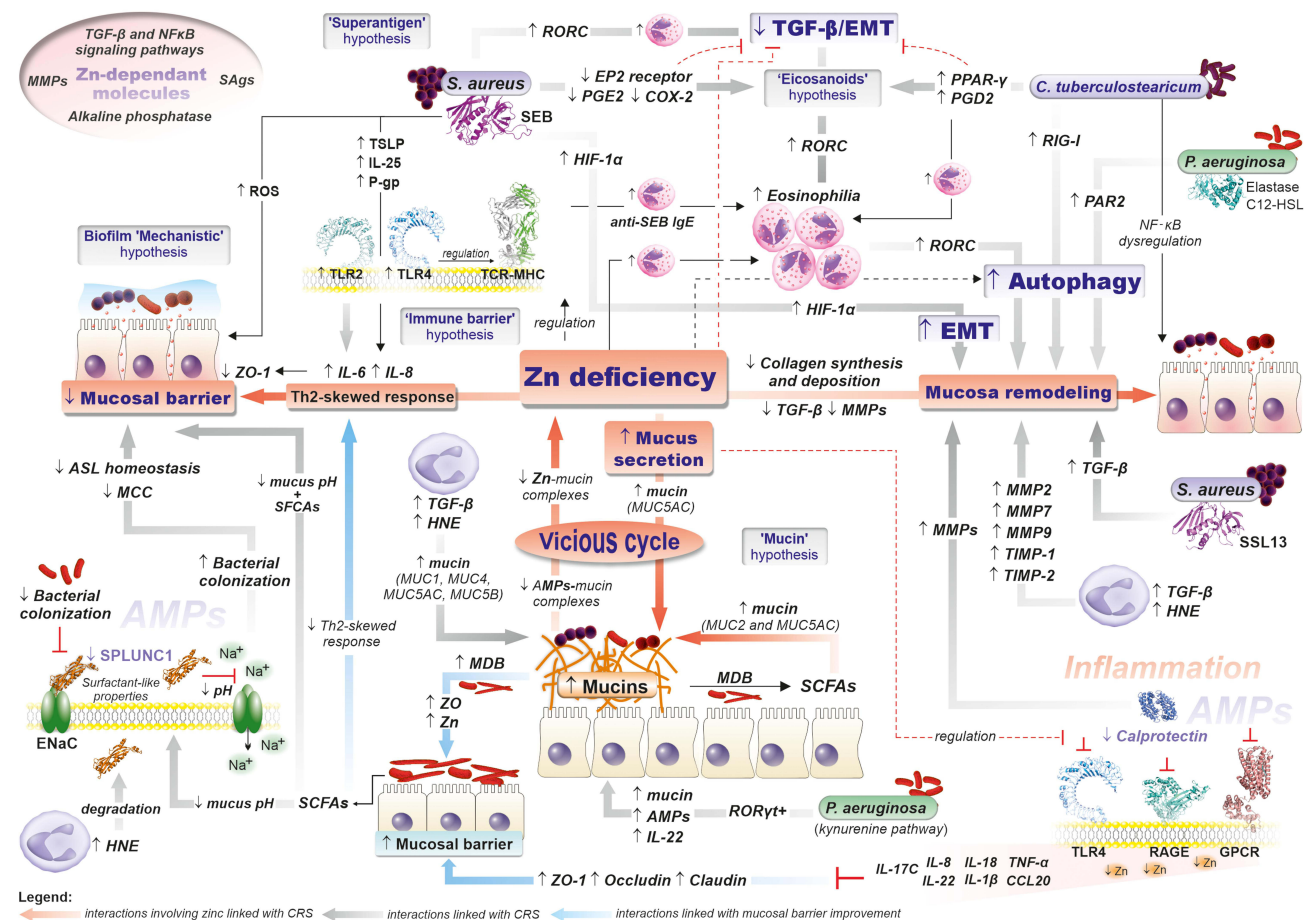 TGF-β and NFκB
signaling pathways
MMPs Zn-dependant SAgs
molecules
Alkaline phosphatase
'Superantigen'
hypothesis
↑ RORC
↑
↓ TGF-β/EMT
S. aureus
SEB
↓ EP2 receptor
↓ PGE2 ↓ COX-2
'Eicosanoids'
hypothesis
↑ PPAR-γ
↑ PGD2
C. tuberculostearicum
↑ TSLP
↑ IL-25
↑ P-gp
↑ ROS
↑ HIF-1α
↑ RORC
↑ RIG-I
P. aeruginosa
Elastase
C12-HSL
↑
↑ PAR2
↑
anti-SEB IgE
↑ Eosinophilia
NF-κB
dysregulation
Biofilm 'Mechanistic'
hypothesis
↑ TLR2
↑ TLR4
regulation
TCR-MHC
↑
↑ RORC
↑ Autophagy
'Immune barrier'
hypothesis
regulation
↑ HIF-1α
↑ EMT
↓ ZO-1
↑ IL-6 ↑ IL-8
↓ Mucosal barrier
Th2-skewed response
Zn deficiency
↓ Collagen synthesis
and deposition
↓ TGF-β ↓ MMPs
Mucosa remodeling
↑ Mucus
secretion
↓ ASL homeostasis
↓ MCC
↓ mucus pH
+
SFCAs
↑ TGF-β
↑ HNE
↓ Zn-mucin
complexes
↑ mucin
(MUC5AC)
↑ TGF-β
S. aureus
SSL13
↑ MMPs
↑ MMP2
↑ MMP7
↑ MMP9
↑ TIMP-1
↑ TIMP-2
Vicious cycle
'Mucin'
hypothesis
↑ Bacterial
colonization
↑ mucin
(MUC1, MUC4,
MUC5AC, MUC5B)
↓ AMPs-mucin
complexes
↑ TGF-β
↑ HNE
↓ Bacterial
colonization
AMPs
↓ Th2-skewed
response
↑ mucin
(MUC2 and MUC5AC)
↓ SPLUNC1
Surfactant-like
properties
Na+
Na+
↓ pH
ENaC
Na+
Na+
↑ MDB
↑ ZO
↑ Zn
↑ Mucins
MDB
SCFAs
Inflammation
AMPs
↓ Calprotectin
regulation
degradation
↑ HNE
↓ mucus pH
SCFAs
↑ Mucosal barrier
↑ mucin
↑ AMPs
↑ IL-22
RORγt+
P. aeruginosa
(kynurenine pathway)
TLR4
RAGE
GPCR
↓ Zn
↓ Zn
↓ Zn
↑ ZO-1 ↑ Occludin ↑ Claudin
IL-17C IL-8 IL-18 TNF-α
IL-22 IL-1β CCL20
Legend:
interactions involving zinc linked with CRS
interactions linked with CRS
interactions linked with mucosal barrier improvement